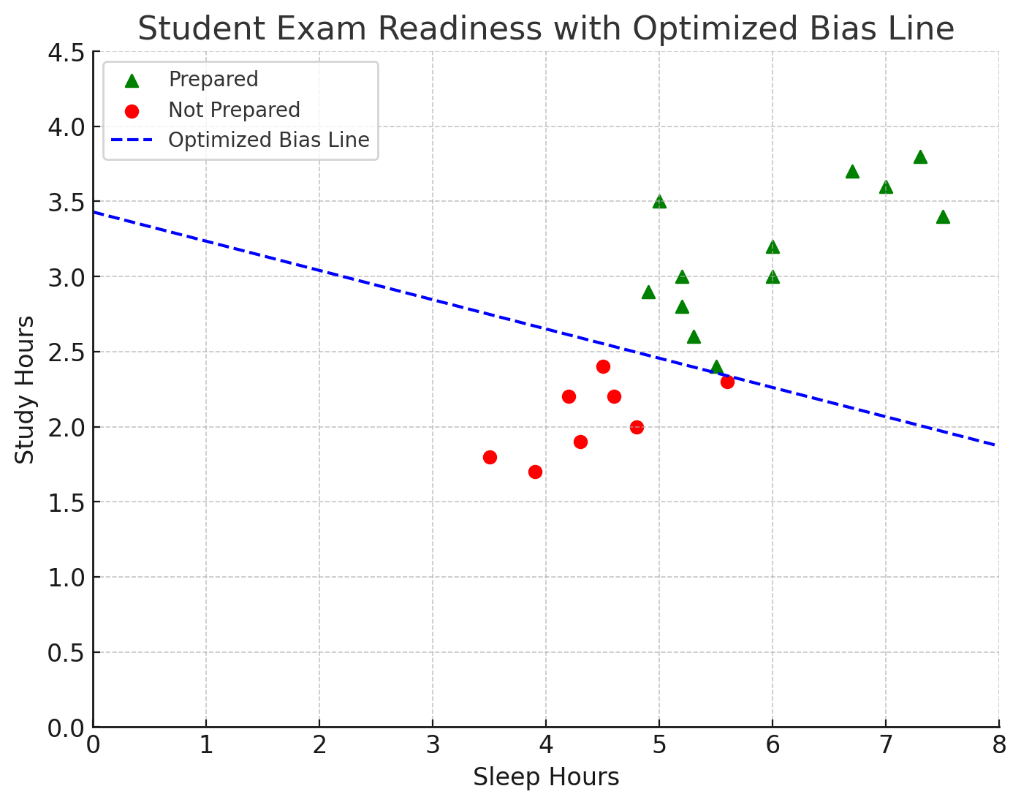 Student Exam Readiness with Optimized Bias Line
Prepared
Not Prepared
Optimized Bias Line
4.5
4.0
3.5
3.0
2.5
2.0
1.5
1.0
0.5
0.0
Study Hours
0 1 2 3 4 5 6 7 8
Sleep Hours